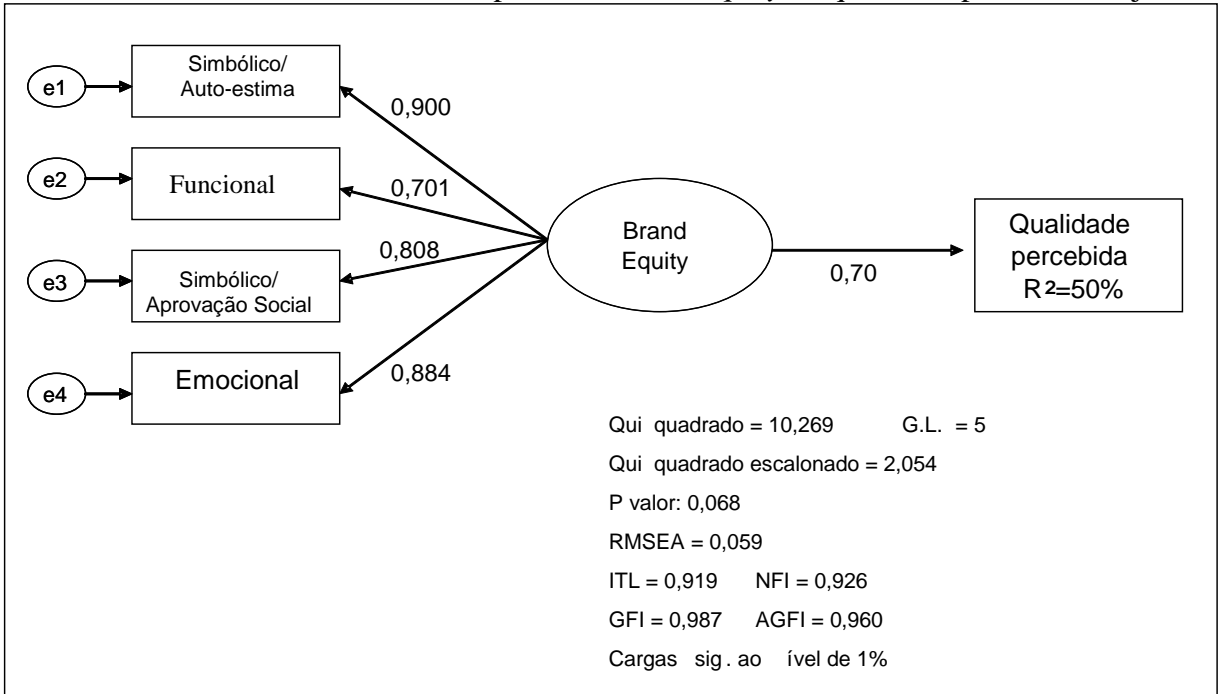 e1
Simbólico/
Auto-estima
0,900
e2
Funcional
0,701
e3
Simbólico/
Aprovação Social
0,808
e4
Emocional
0,884
Brand
Equity
0,70
Qualidade
percebida
R²=50%
Qui quadrado = 10,269 G.L. = 5
Qui quadrado escalonado = 2,054
P valor: 0,068
RMSEA = 0,059
ITL = 0,919 NFI = 0,926
GFI = 0,987 AGFI = 0,960
Cargas sig. ao ível de 1%